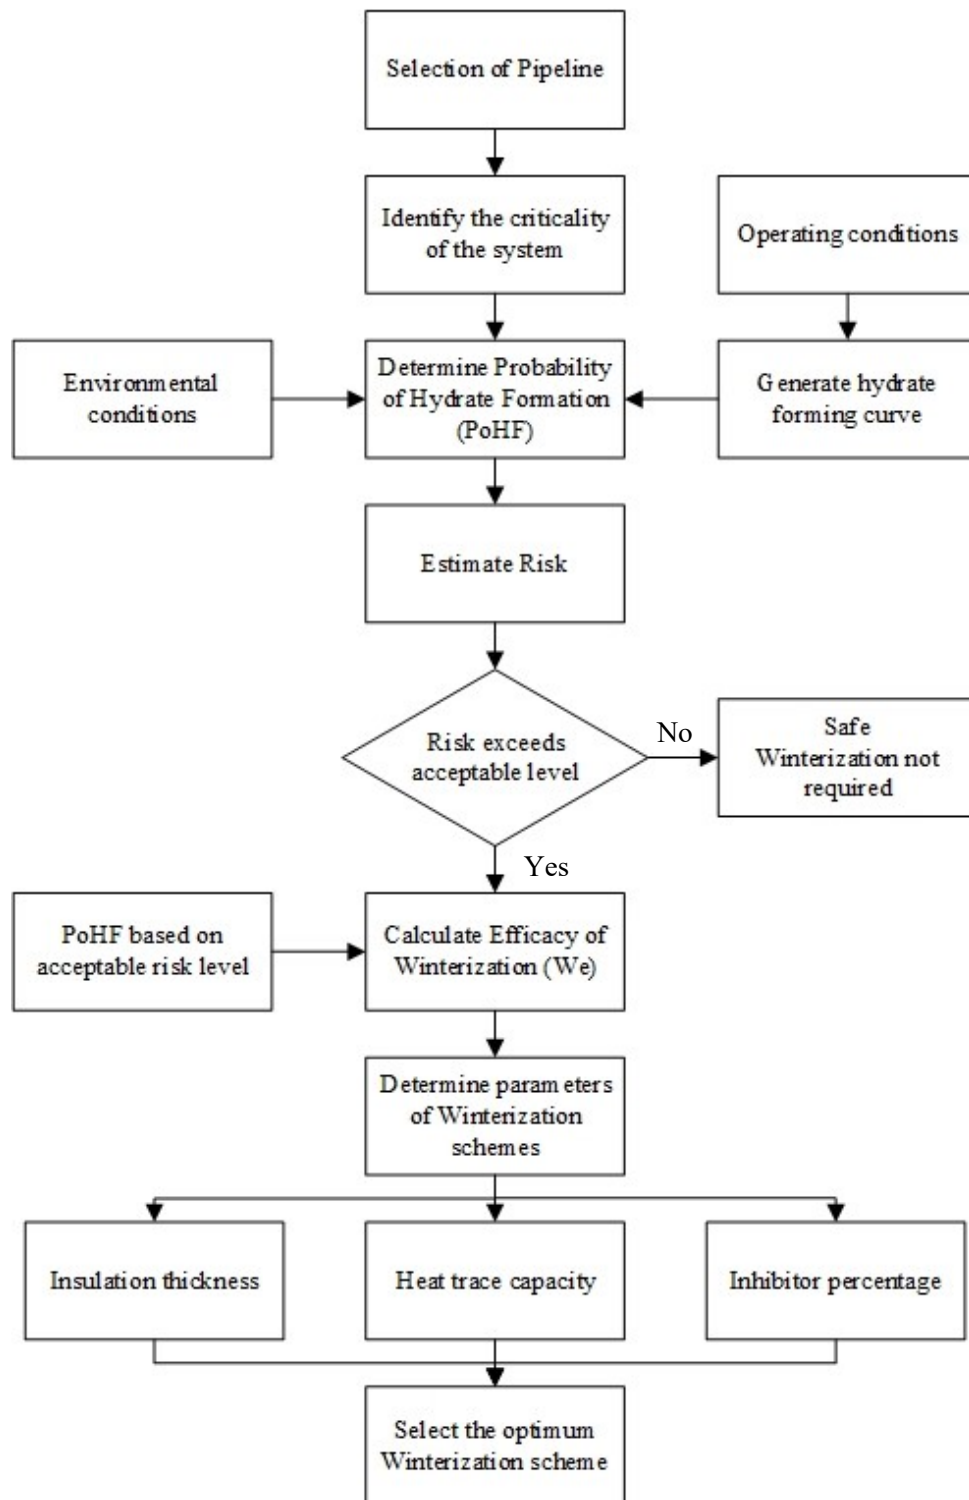 Selection of Pipeline
Identify the criticality
of the system
Operating conditions
Environmental
conditions
Determine Probability
of Hydrate Formation
(PoHF)
Generate hydrate
forming curve
Estimate Risk
Risk exceeds
acceptable level
No
Safe
Winterization not
required
Yes
PoHF based on
acceptable risk level
Calculate Efficacy of
Winterization (We)
Determine parameters
of Winterization
schemes
Insulation thickness
Heat trace capacity
Inhibitor percentage
Select the optimum
Winterization scheme